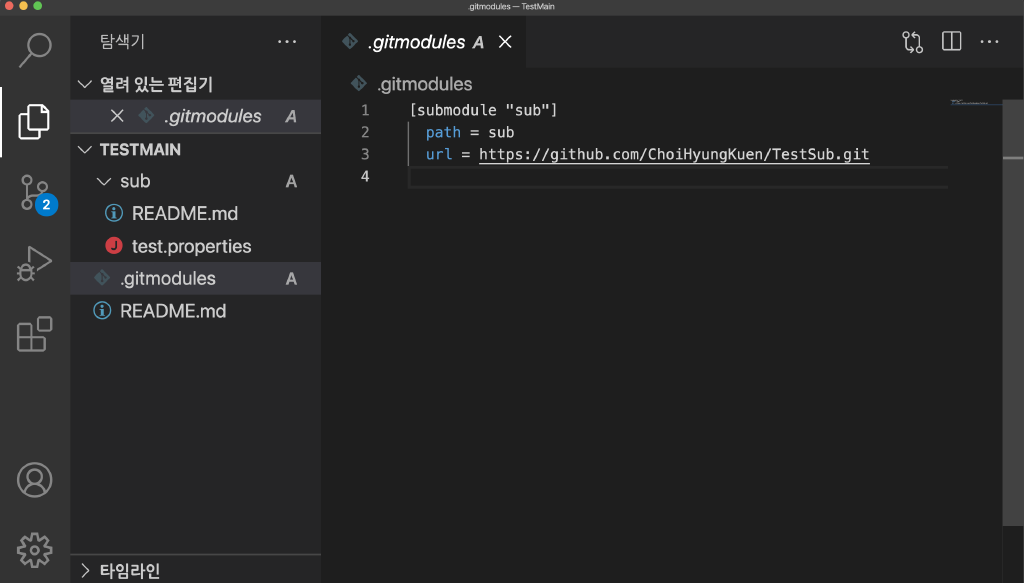 .gitmodules — TestMain
탐색기
열려 있는 편집기
.gitmodules A
TESTMAIN
sub A
README.md
J test.properties
.gitmodules A
README.md
타임라인
2
.gitmodules A
.gitmodules
1 [submodule "sub"]
2 path = sub
3 url = https://github.com/ChoiHyungKuen/TestSub.git
4